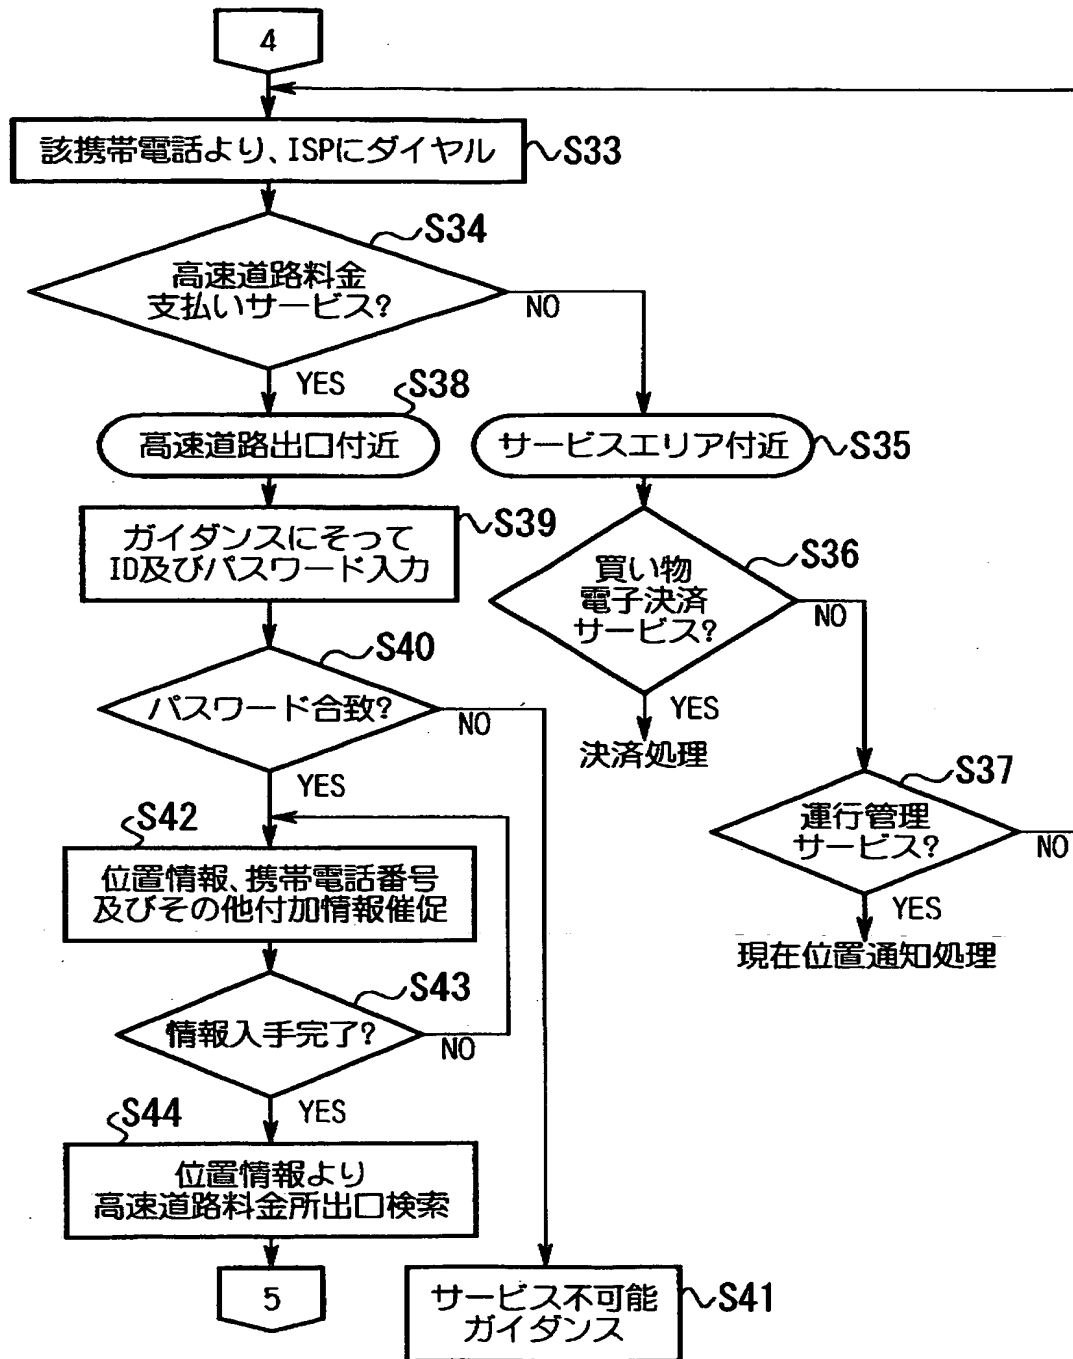 4
該携帯電話より、ISPにダイヤル
S33
S34
高速道路料金
支払いサービス?
NO
YES
S38
高速道路出口付近
サービスエリア付近
S35
S39
ガイダンスにそって
ID及びパスワード入力
S36
買い物
電子決済
サービス?
NO
YES
決済処理
S40
パスワード合致?
NO
YES
S37
運行管理
サービス?
NO
YES
現在位置通知処理
S42
位置情報、携帯電話番号
及びその他付加情報催促
S43
情報入手完了?
NO
YES
S44
位置情報より
高速道路料金所出口検索
5
サービス不可能
ガイダンス
S41